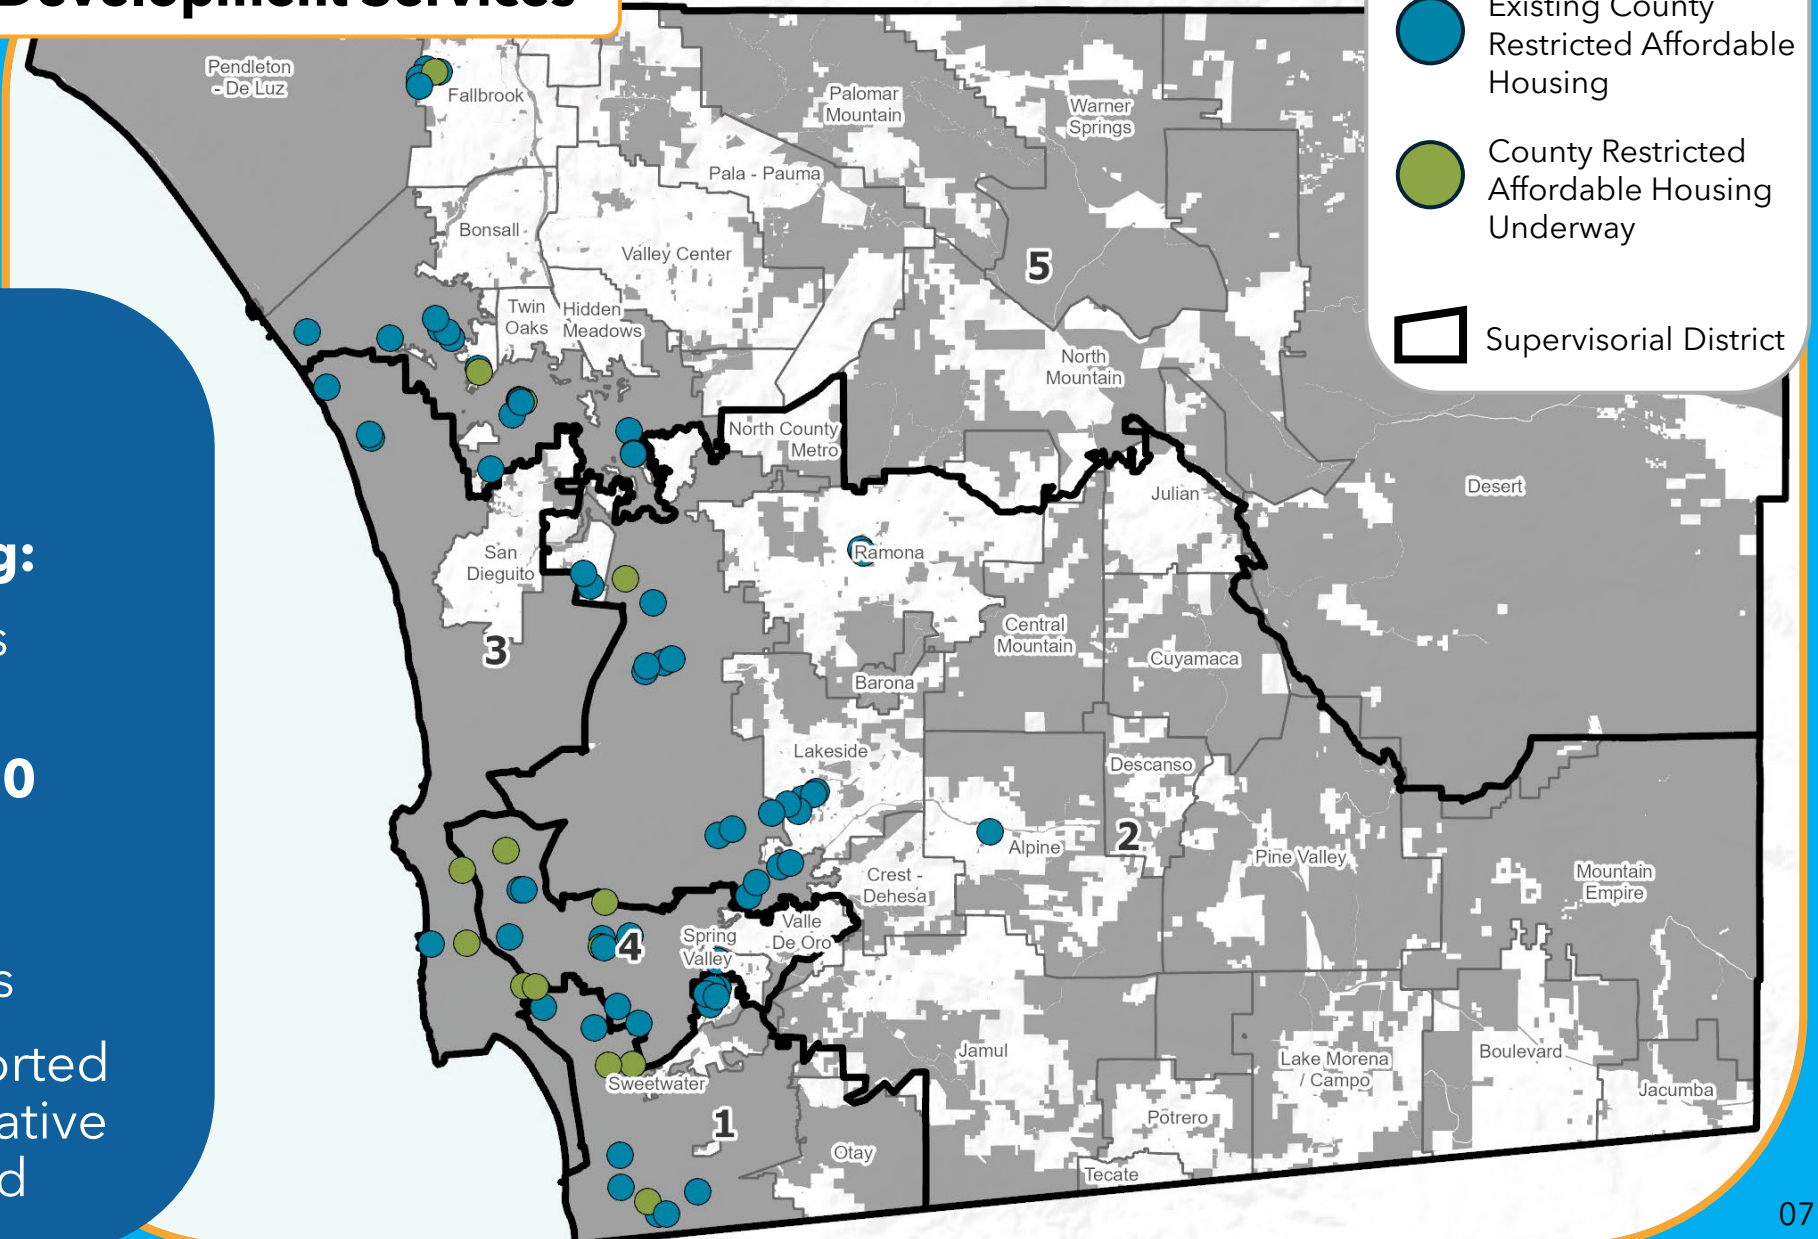 Development Services
Existing County
Restricted Affordable
Housing
County Restricted
Affordable Housing
Underway
Supervisorial District
Pendleton
- De Luz
Fallbrook
Palomar
Mountain
Warner
Springs
Pala - Pauma
Bonsall
Valley Center
5
Twin
Oaks
Hidden
Meadows
North
Mountain
North County
Metro
Julian
Desert
San
Dieguito
Ramona
3
Central
Mountain
Cuyamaca
Barona
Lakeside
Descanso
2
Alpine
Pine Valley
Crest -
Dehesa
Mountain
Empire
Valle
De Oro
Spring
Valley
4
Jamul
Lake Morena
/ Campo
Boulevard
Jacumba
Sweetwater
1
Potrero
Otay
Tecate
g:
s
0
s
orted
ative
d
07